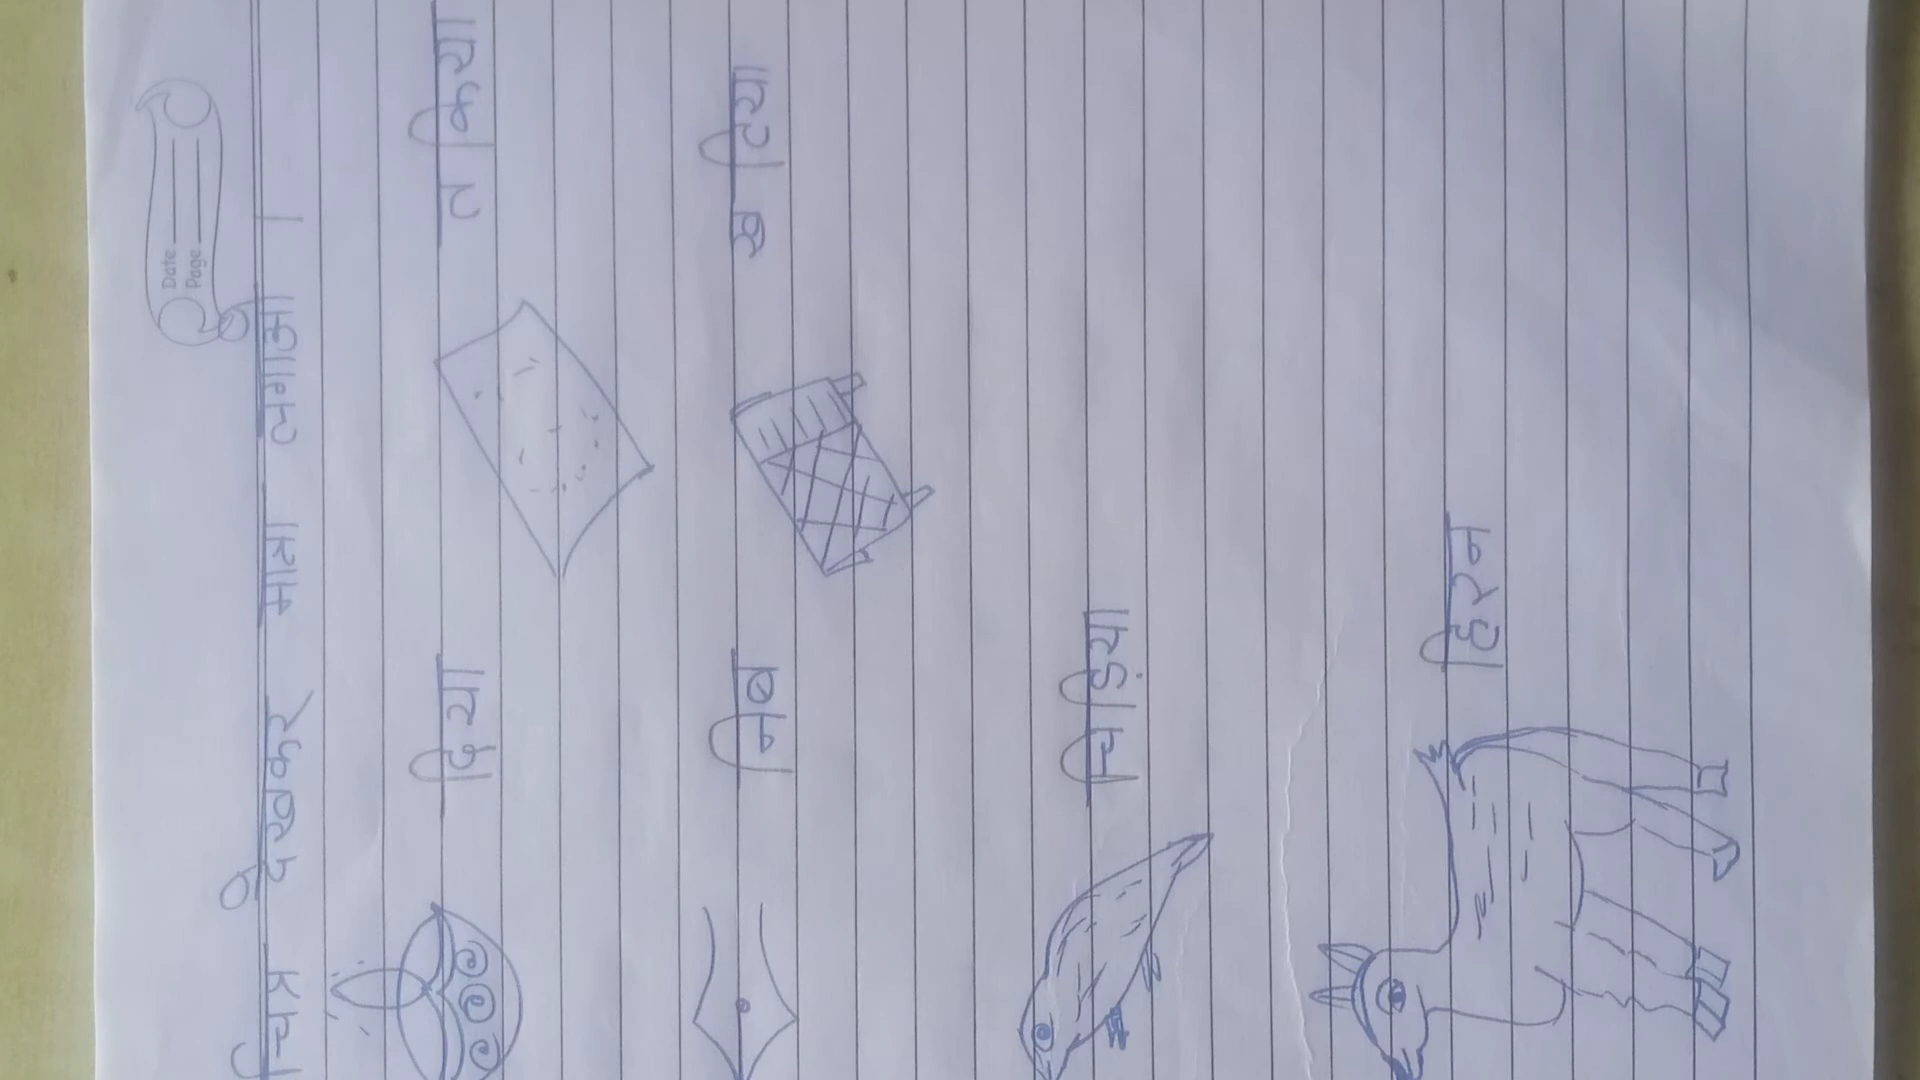 Date
Page
चित्र देखकर मात्रा लगाओ ।
दिया तकिया
निब खटिया
चिड़िया
हिरन